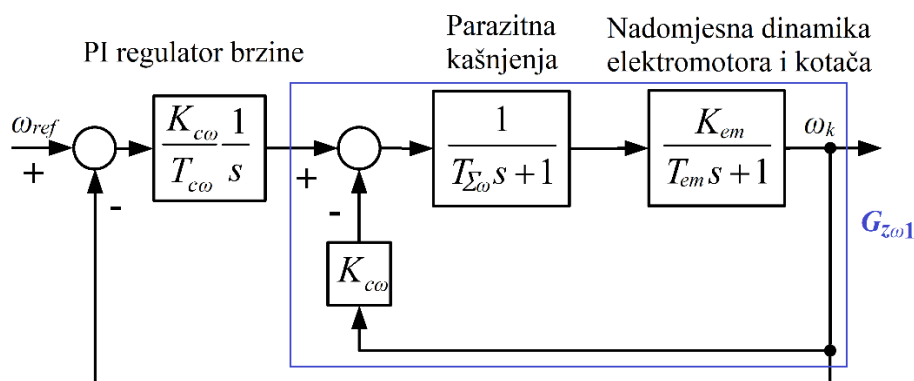 PI regulator brzine
Parazitna
kašnjenja
Nadomjesna dinamika
elektromotora i kotača
ω_ref
+
-
K_cω / T_cω 1 / s
+
-
1 / (T_Σω s + 1)
K_em / (T_em s + 1)
ω_k
G_zω1
K_cω